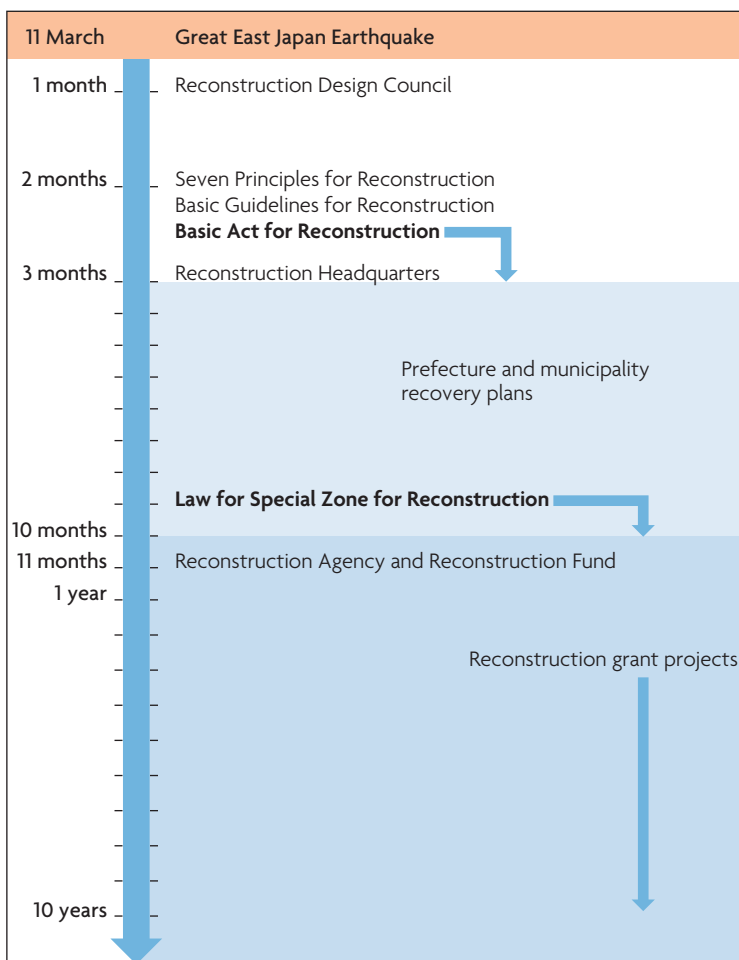 11 March Great East Japan Earthquake
1 month Reconstruction Design Council
2 months Seven Principles for Reconstruction
Basic Guidelines for Reconstruction
Basic Act for Reconstruction
3 months Reconstruction Headquarters
Prefecture and municipality
recovery plans
Law for Special Zone for Reconstruction
10 months
11 months Reconstruction Agency and Reconstruction Fund
1 year
Reconstruction grant projects
10 years